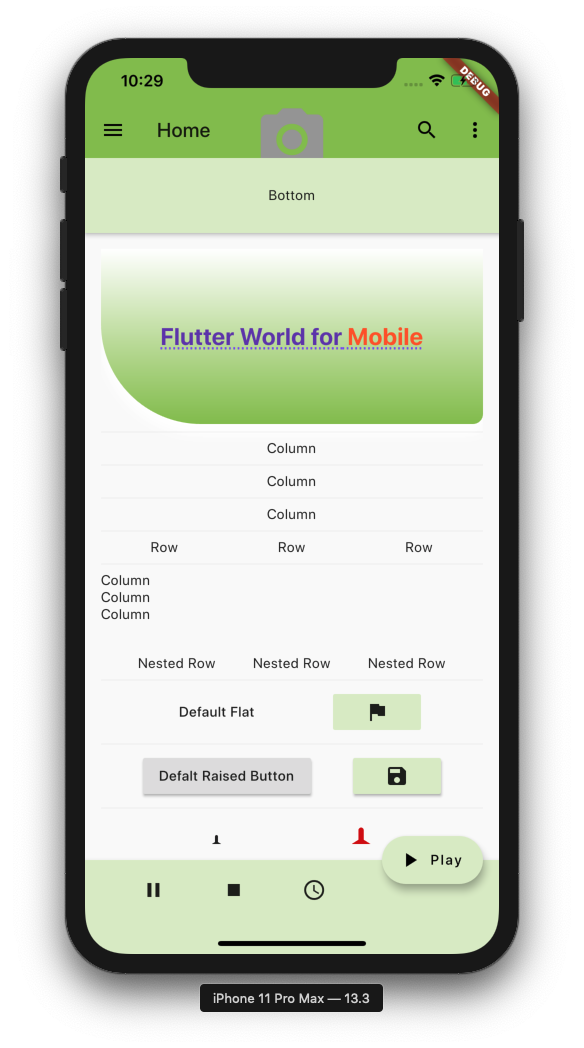 10:29
DEBUG
Home
Bottom
Flutter World for Mobile
Column
Column
Column
Row Row Row
Column
Column
Column
Nested Row Nested Row Nested Row
Default Flat
Defalt Raised Button
Play
iPhone 11 Pro Max — 13.3